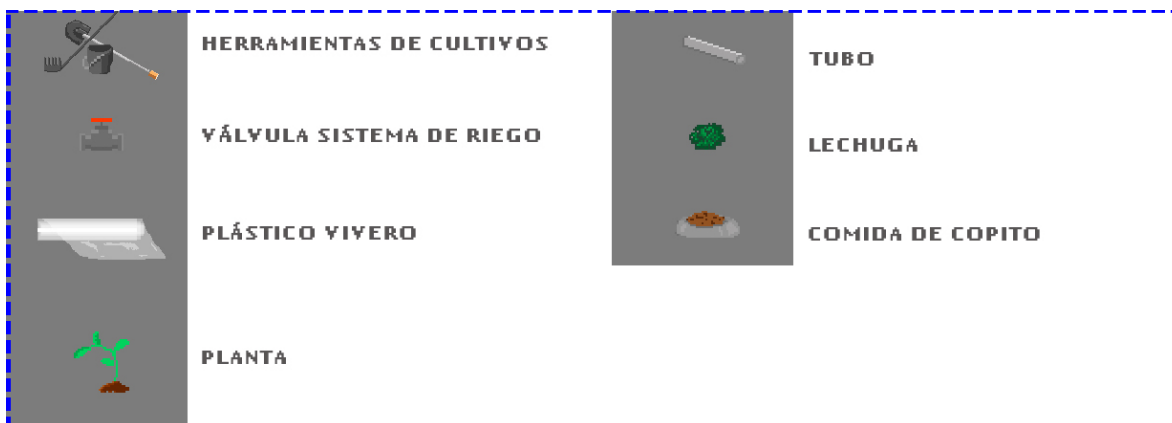 HERRAMIENTAS DE CULTIVOS
VÁLVULA SISTEMA DE RIEGO
PLÁSTICO VIVERO
PLANTA
TUBO
LECHUGA
COMIDA DE COPITO